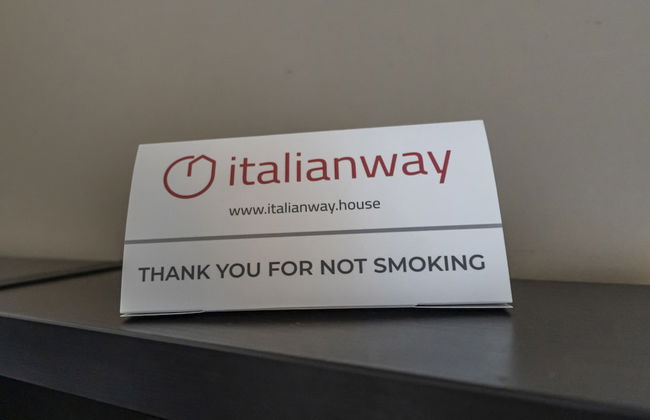 italianway
www.italianway.house
THANK YOU FOR NOT SMOKING